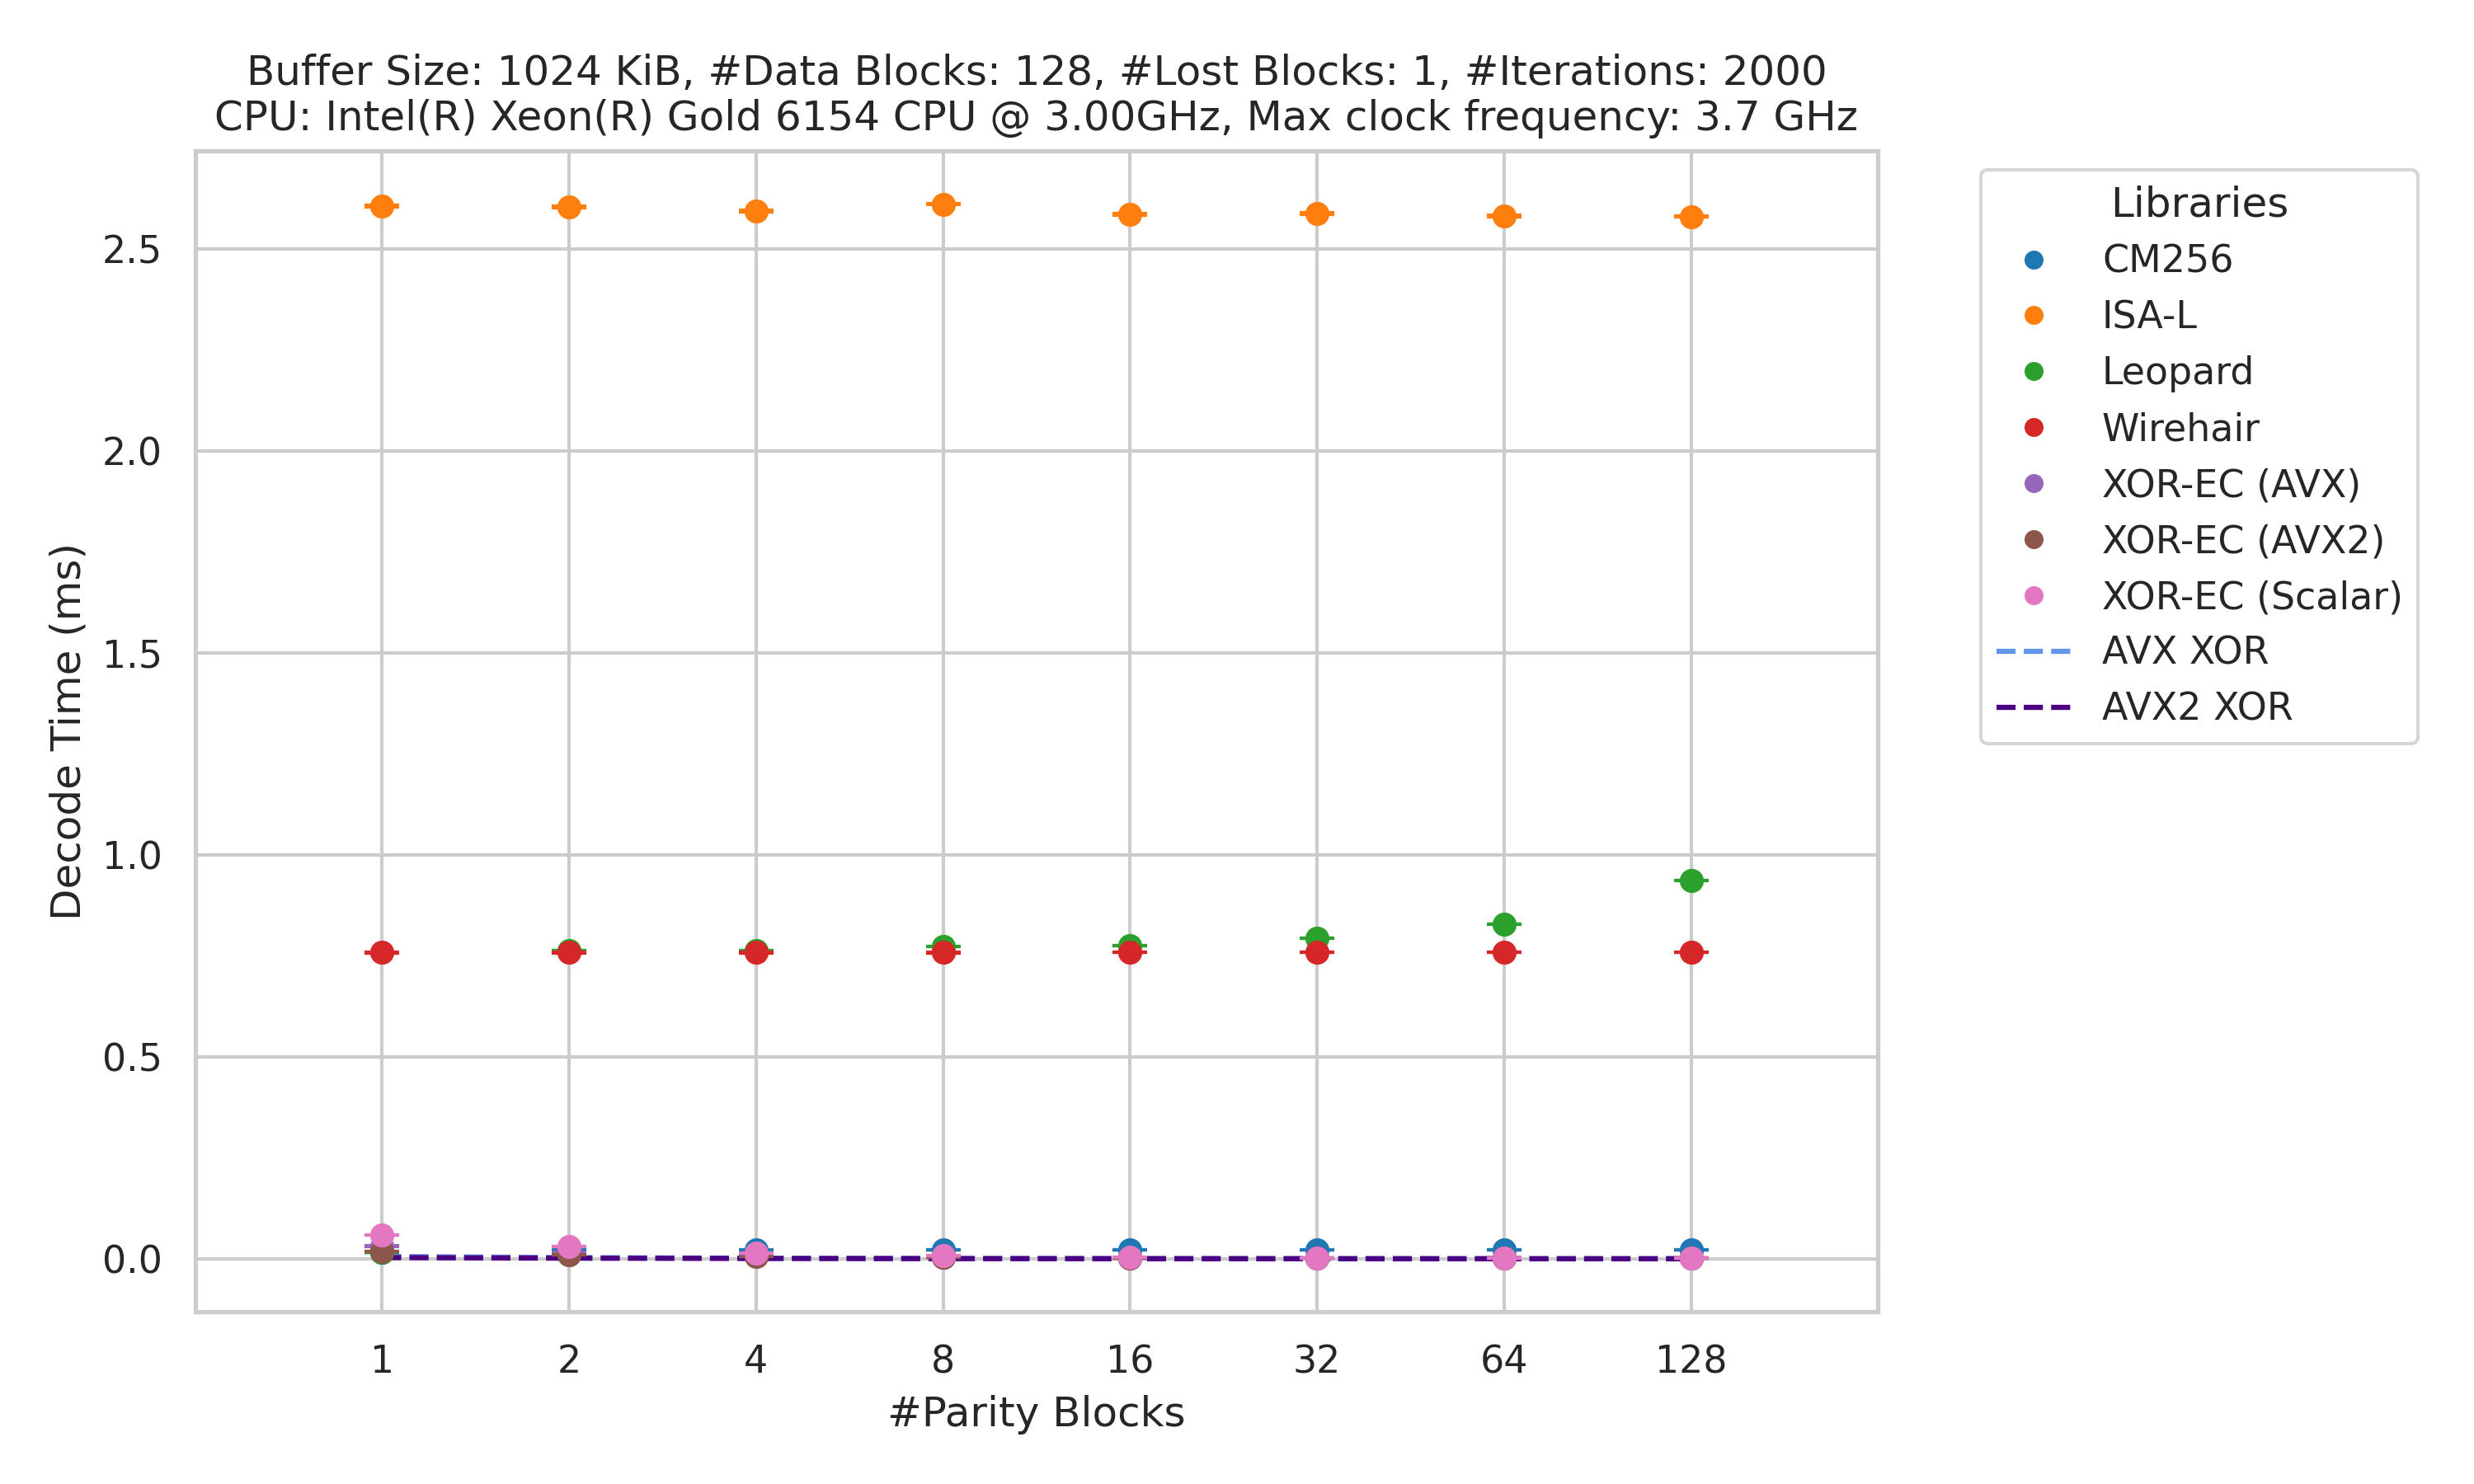 Buffer Size: 1024 KiB, #Data Blocks: 128, #Lost Blocks: 1, #Iterations: 2000
CPU: Intel(R) Xeon(R) Gold 6154 CPU @ 3.00GHz, Max clock frequency: 3.7 GHz
Decode Time (ms)
2.5
2.0
1.5
1.0
0.5
0.0
1 2 4 8 16 32 64 128
#Parity Blocks
Libraries
CM256
ISA-L
Leopard
Wirehair
XOR-EC (AVX)
XOR-EC (AVX2)
XOR-EC (Scalar)
AVX XOR
AVX2 XOR